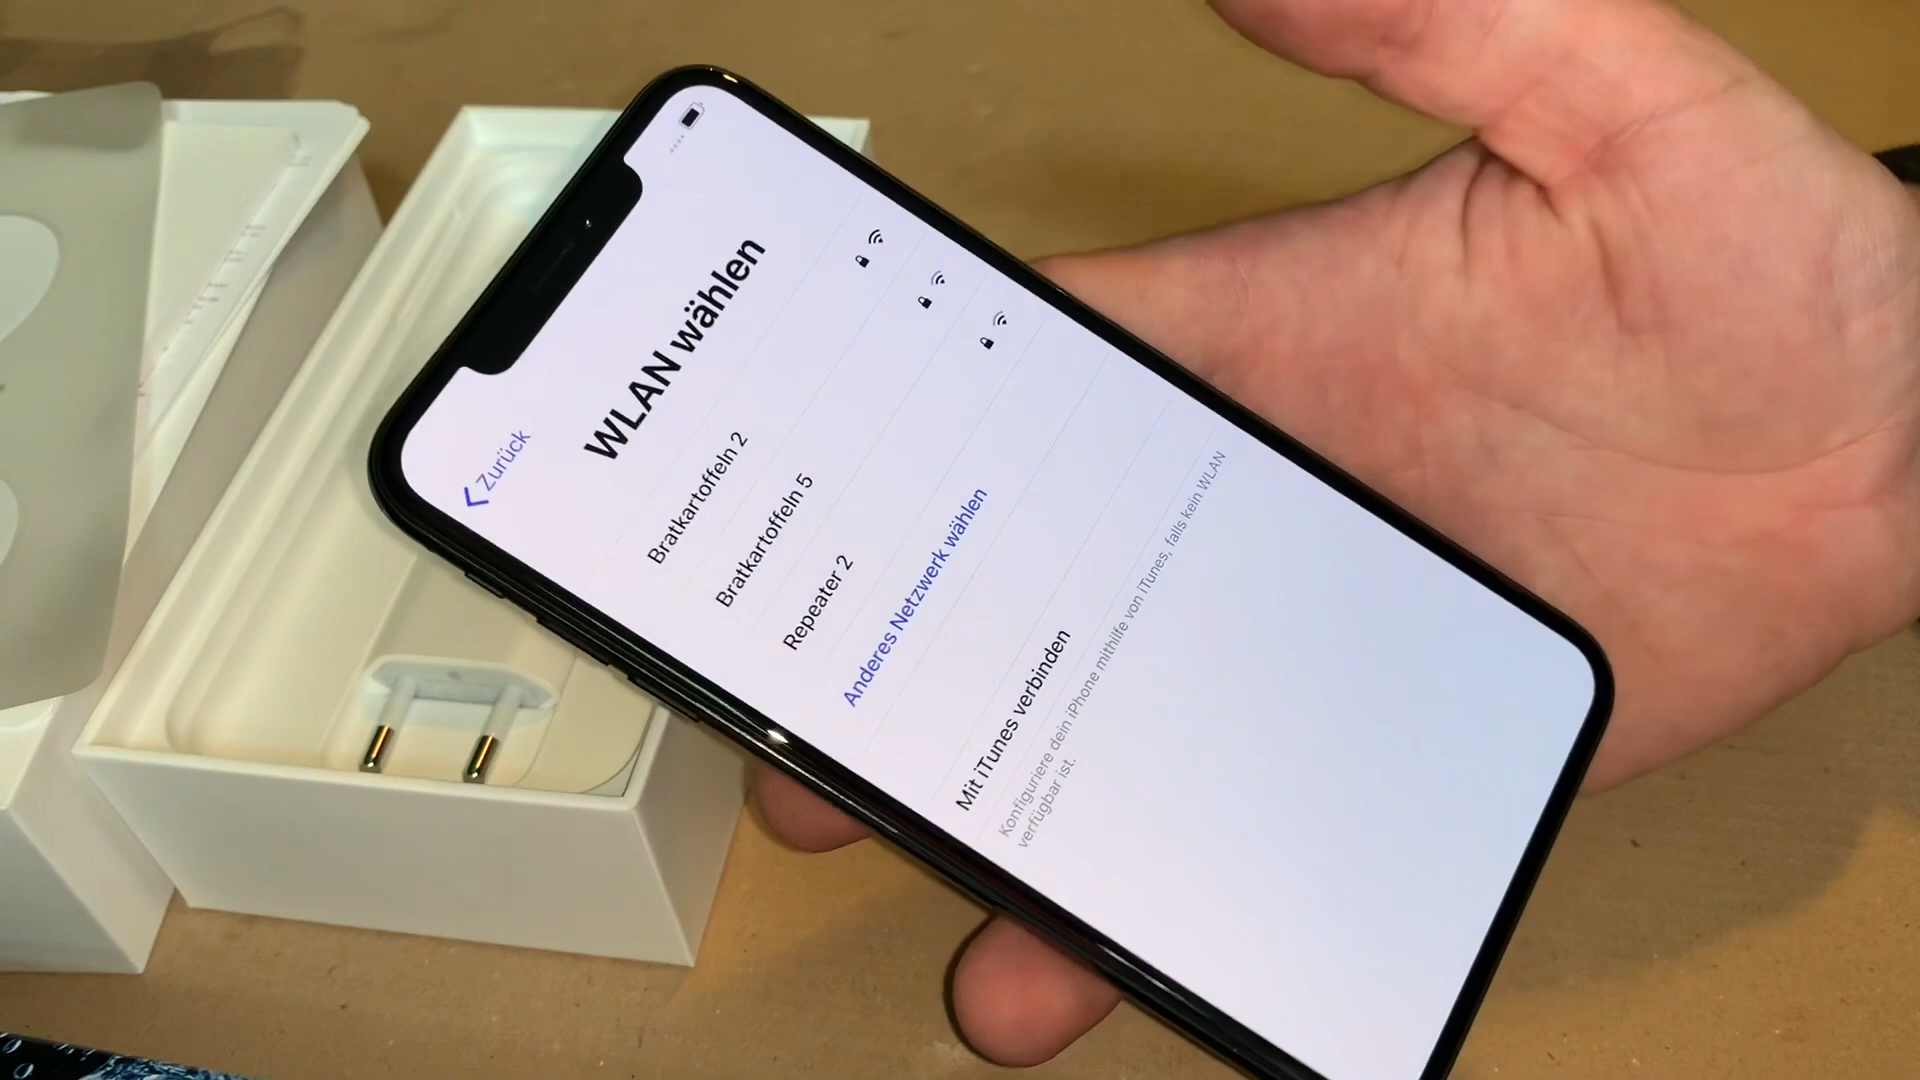 Zurück
WLAN wählen
Bratkartoffeln 2
Bratkartoffeln 5
Repeater 2
Anderes Netzwerk wählen
Mit iTunes verbinden
Konfiguriere dein iPhone mithilfe von iTunes, falls kein WLAN
verfügbar ist.